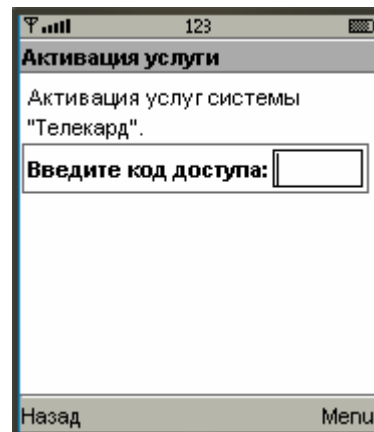 123
Активация услуги
Активация услуг системы
"Телекард".
Введите код доступа:
Назад Menu